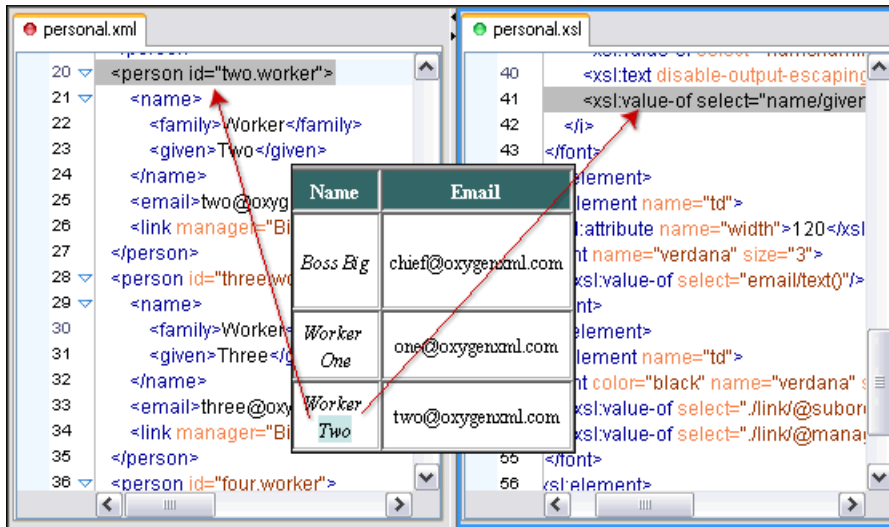 personal.xml
20 <person id="two.worker">
21 <name>
22 <family>Worker</family>
23 <given>Two</given>
24 </name>
25 <email>two@oxyg
26 <link manager="Bi
27 </person>
28 <person id="three.wo
29 <name>
30 <family>Worker
31 <given>Three</g
32 </name>
33 <email>three@oxy
34 <link manager="Bi
35 </person>
36 <person id="four.worker">
Name Email
Boss Big chief@oxygenxml.com
Worker One one@oxygenxml.com
Worker Two two@oxygenxml.com
personal.xsl
40 <xsl:text disable-output-escaping
41 <xsl:value-of select="name/given
42 </i>
43 </font>
element>
lement name="td">
l:attribute name="width">120</xsl
nt name="verdana" size="3">
xsl:value-of select="email/text()"/>
nt>
element>
lement name="td">
nt color="black" name="verdana" s
xsl:value-of select="./link/@subor
xsl:value-of select="./link/@manag
55 </font>
56 xsl:element>